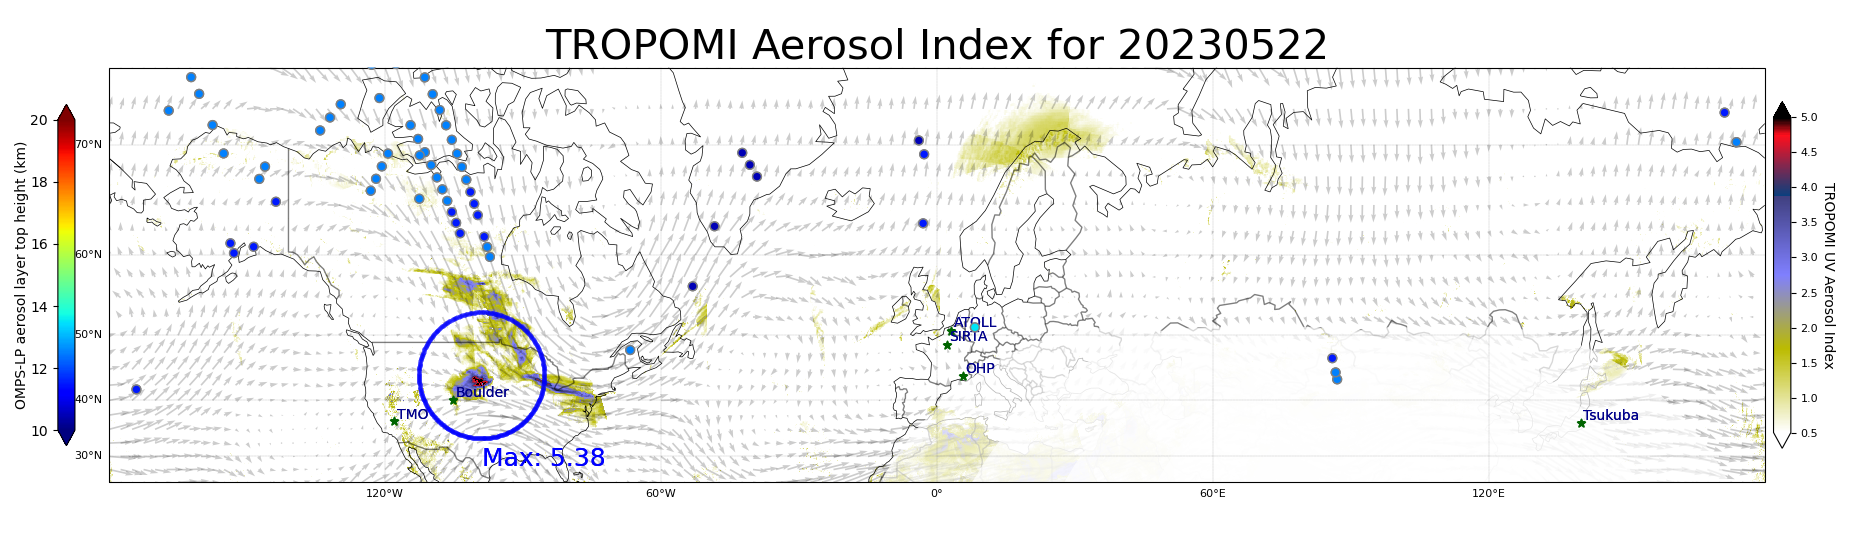 TROPOMI Aerosol Index for 20230522
OMPS-LP aerosol layer top height (km)
20
18
16
14
12
10
70°N
60°N
50°N
40°N
30°N
120°W
60°W
0°
60°E
120°E
ATOLL
SIRTA
OHP
Boulder
TMO
Tsukuba
Max: 5.38
5.0
4.5
4.0
3.5
3.0
2.5
2.0
1.5
1.0
0.5
TROPOMI UV Aerosol Index